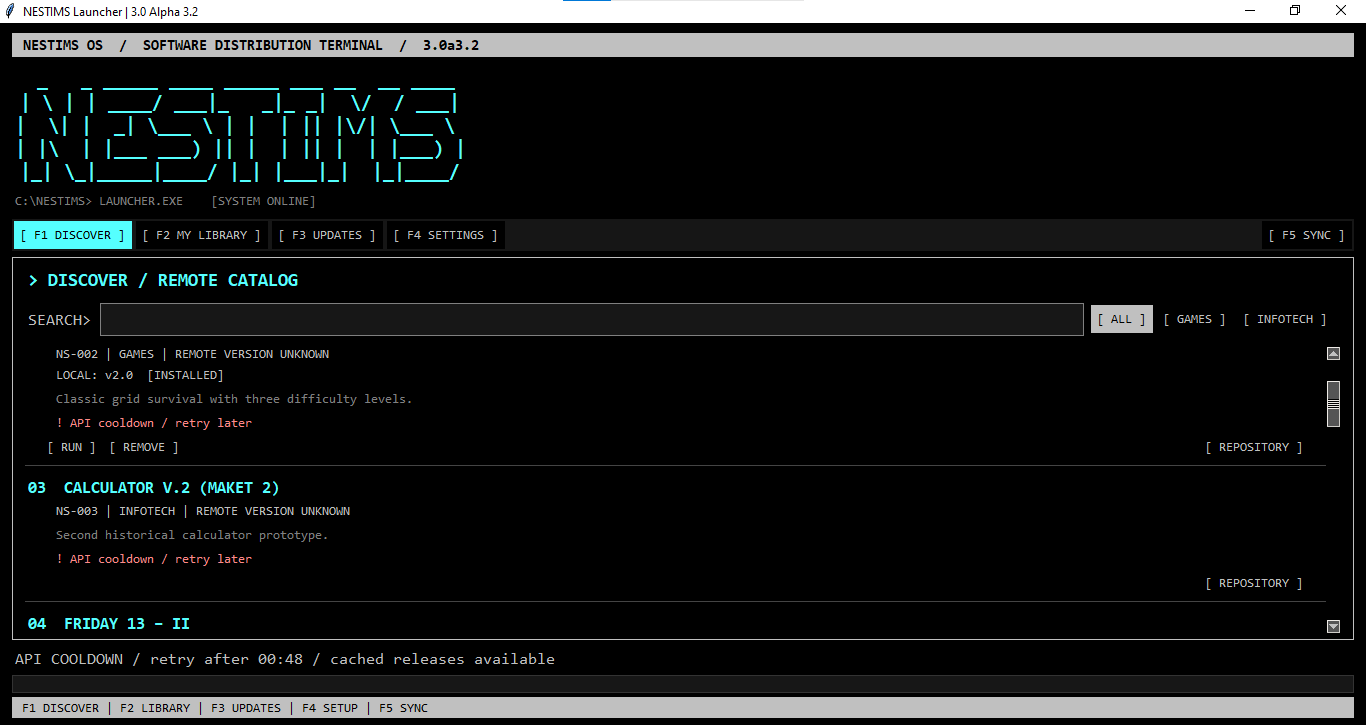 NESTIMS Launcher | 3.0 Alpha 3.2
NESTIMS OS / SOFTWARE DISTRIBUTION TERMINAL / 3.0a3.2
NESTIMS
C:\NESTIMS> LAUNCHER.EXE [SYSTEM ONLINE]
[ F1 DISCOVER ] [ F2 MY LIBRARY ] [ F3 UPDATES ] [ F4 SETTINGS ] [ F5 SYNC ]
> DISCOVER / REMOTE CATALOG
SEARCH> [ ALL ] [ GAMES ] [ INFOTECH ]
NS-002 | GAMES | REMOTE VERSION UNKNOWN
LOCAL: v2.0 [INSTALLED]
Classic grid survival with three difficulty levels.
! API cooldown / retry later
[ RUN ] [ REMOVE ] [ REPOSITORY ]
03 CALCULATOR V.2 (MAKET 2)
NS-003 | INFOTECH | REMOTE VERSION UNKNOWN
Second historical calculator prototype.
! API cooldown / retry later
[ REPOSITORY ]
04 FRIDAY 13 - II
API COOLDOWN / retry after 00:48 / cached releases available
F1 DISCOVER | F2 LIBRARY | F3 UPDATES | F4 SETUP | F5 SYNC